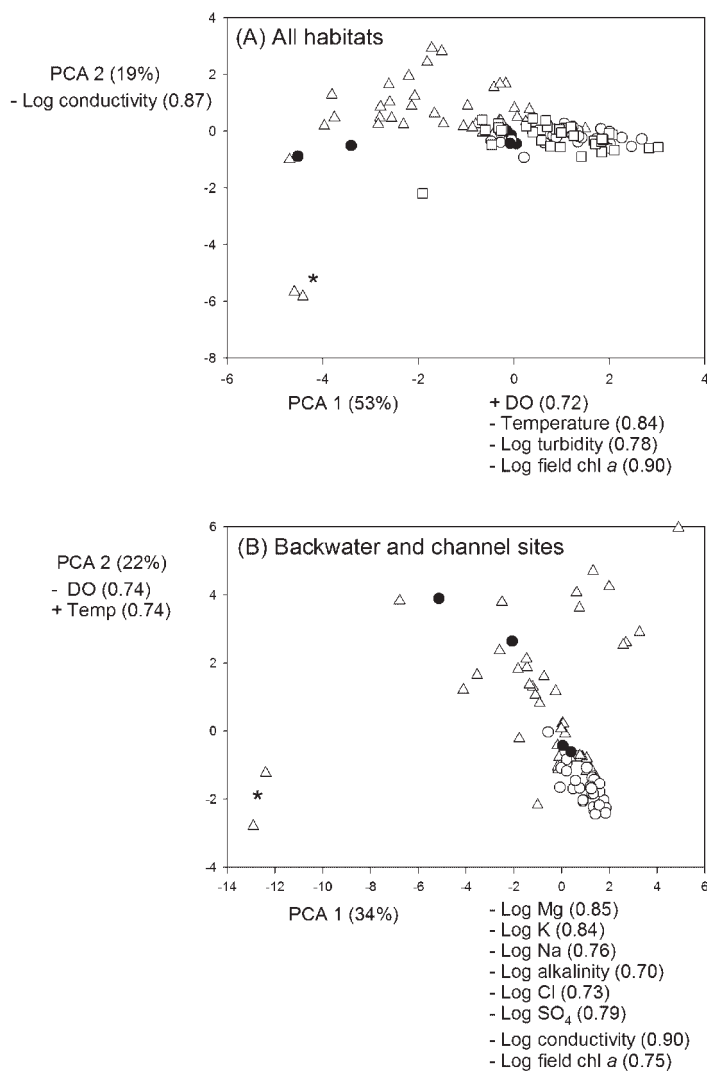 (A) All habitats
PCA 2 (19%)
- Log conductivity (0.87)
4
2
0
-2
-4
-6
-8
*
-6
-4
-2
0
2
4
PCA 1 (53%)
+ DO (0.72)
- Temperature (0.84)
- Log turbidity (0.78)
- Log field chl a (0.90)
(B) Backwater and channel sites
PCA 2 (22%)
- DO (0.74)
+ Temp (0.74)
6
4
2
0
-2
-4
*
-14
-12
-10
-8
-6
-4
-2
0
2
4
6
PCA 1 (34%)
- Log Mg (0.85)
- Log K (0.84)
- Log Na (0.76)
- Log alkalinity (0.70)
- Log Cl (0.73)
- Log SO₄ (0.79)
- Log conductivity (0.90)
- Log field chl a (0.75)